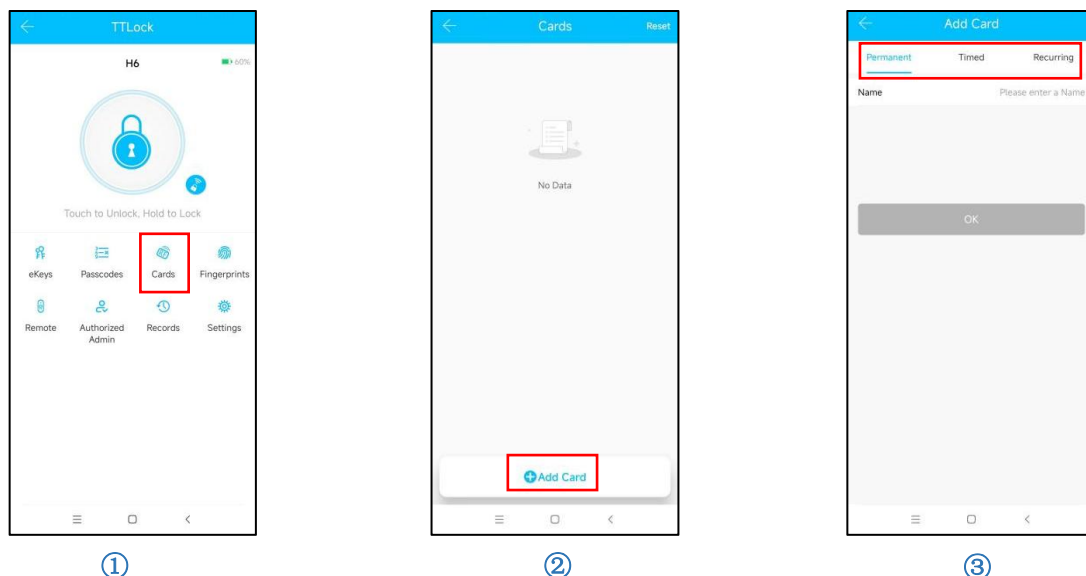 TTLock
H6
60%
Touch to Unlock, Hold to Lock
eKeys Passcodes Cards Fingerprints
Remote Authorized Admin Records Settings
①
Cards Reset
No Data
Add Card
②
Add Card
Permanent Timed Recurring
Name Please enter a Name
OK
③